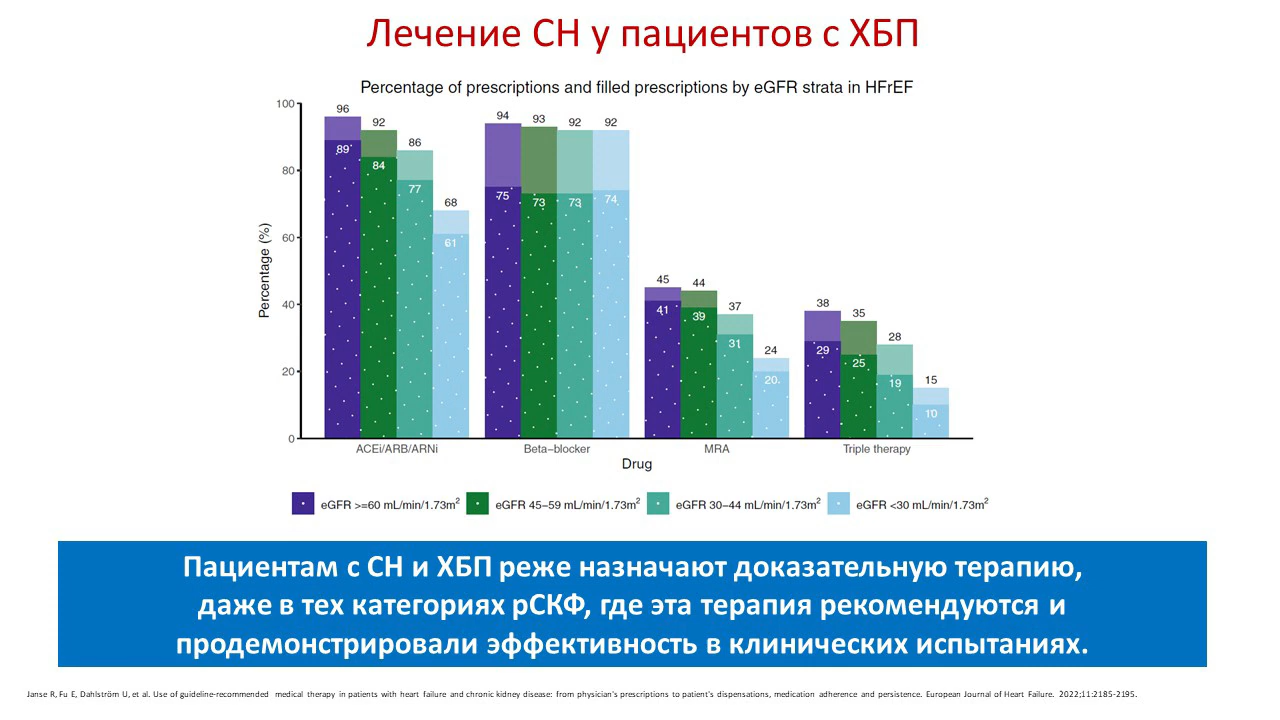 Лечение СН у пациентов с ХБП
Percentage of prescriptions and filled prescriptions by eGFR strata in HFrEF
Percentage (%)
100
80
60
40
20
0
96
92
86
68
89
84
77
61
94
93
92
92
75
73
73
74
45
44
37
24
41
39
31
20
38
35
28
15
29
25
19
10
ACEi/ARB/ARNi
Beta–blocker
MRA
Triple therapy
Drug
eGFR >=60 mL/min/1.73m²
eGFR 45–59 mL/min/1.73m²
eGFR 30–44 mL/min/1.73m²
eGFR <30 mL/min/1.73m²
Пациентам с СН и ХБП реже назначают доказательную терапию,
даже в тех категориях рСКФ, где эта терапия рекомендуются и
продемонстрировали эффективность в клинических испытаниях.
Janse R, Fu E, Dahlström U, et al. Use of guideline-recommended medical therapy in patients with heart failure and chronic kidney disease: from physician's prescriptions to patient's dispensations, medication adherence and persistence. European Journal of Heart Failure. 2022;11:2185-2195.